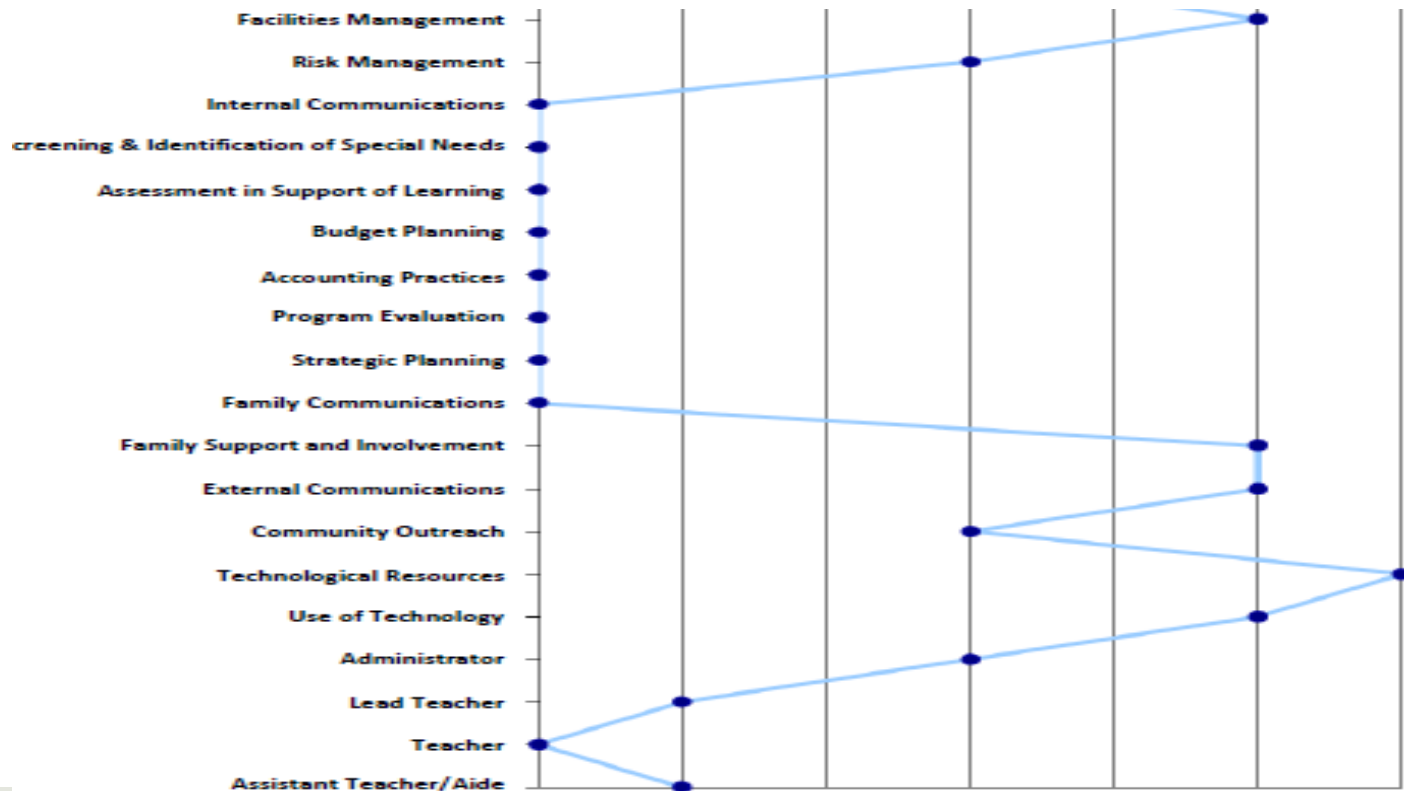 Facilities Management
Risk Management
Internal Communications
creening & Identification of Special Needs
Assessment in Support of Learning
Budget Planning
Accounting Practices
Program Evaluation
Strategic Planning
Family Communications
Family Support and Involvement
External Communications
Community Outreach
Technological Resources
Use of Technology
Administrator
Lead Teacher
Teacher
Assistant Teacher/Aide